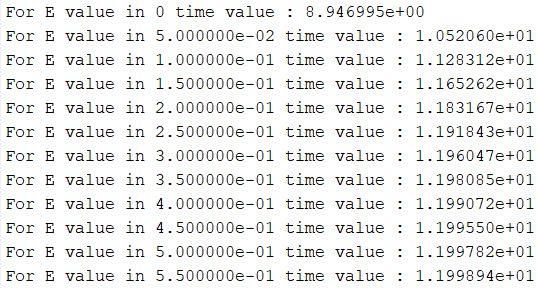 For E value in 0 time value : 8.946995e+00
For E value in 5.000000e-02 time value : 1.052060e+01
For E value in 1.000000e-01 time value : 1.128312e+01
For E value in 1.500000e-01 time value : 1.165262e+01
For E value in 2.000000e-01 time value : 1.183167e+01
For E value in 2.500000e-01 time value : 1.191843e+01
For E value in 3.000000e-01 time value : 1.196047e+01
For E value in 3.500000e-01 time value : 1.198085e+01
For E value in 4.000000e-01 time value : 1.199072e+01
For E value in 4.500000e-01 time value : 1.199550e+01
For E value in 5.000000e-01 time value : 1.199782e+01
For E value in 5.500000e-01 time value : 1.199894e+01